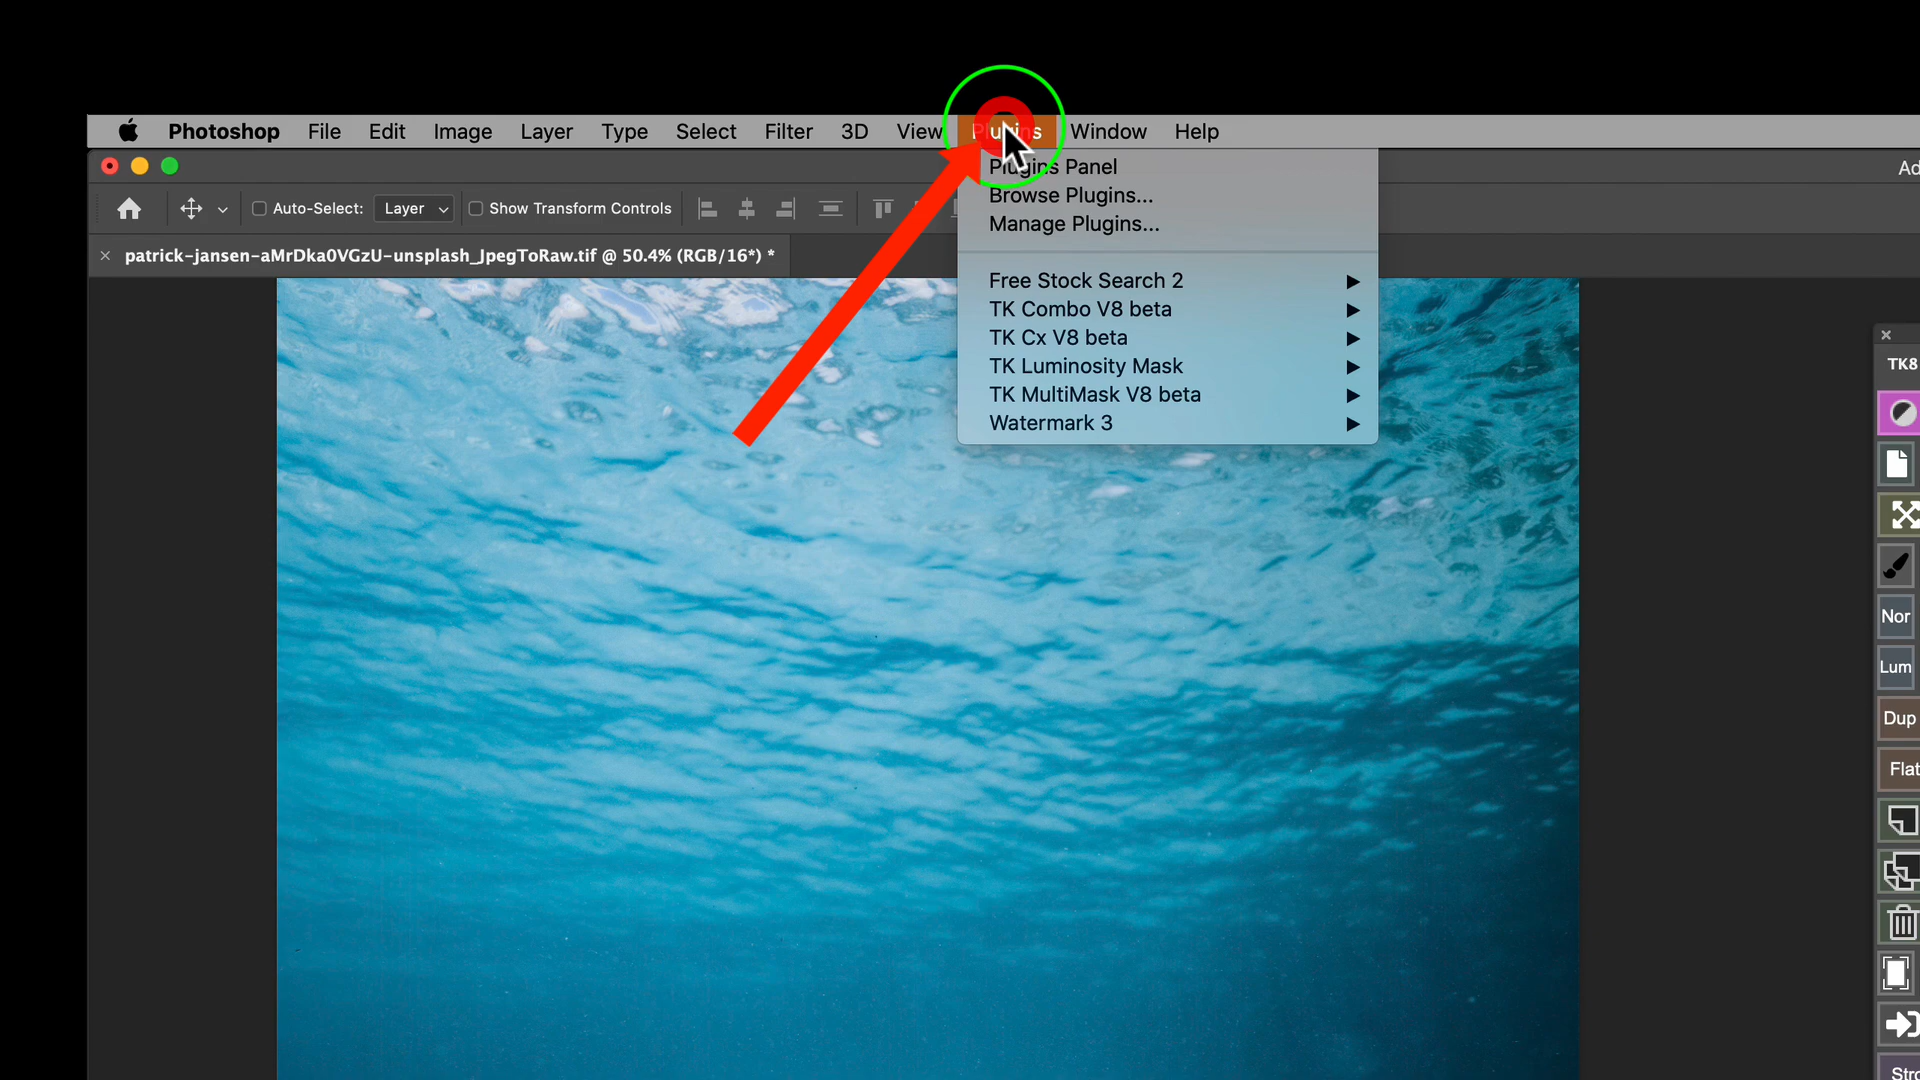 Photoshop File Edit Image Layer Type Select Filter 3D View Plugins Window Help
Ad
Auto-Select: Layer Show Transform Controls
patrick-jansen-aMrDka0VGzU-unsplash_JpegToRaw.tif @ 50.4% (RGB/16*) *
Plugins Panel
Browse Plugins...
Manage Plugins...
Free Stock Search 2
TK Combo V8 beta
TK Cx V8 beta
TK Luminosity Mask
TK MultiMask V8 beta
Watermark 3
TK8
Nor
Lum
Dup
Flat
Stro